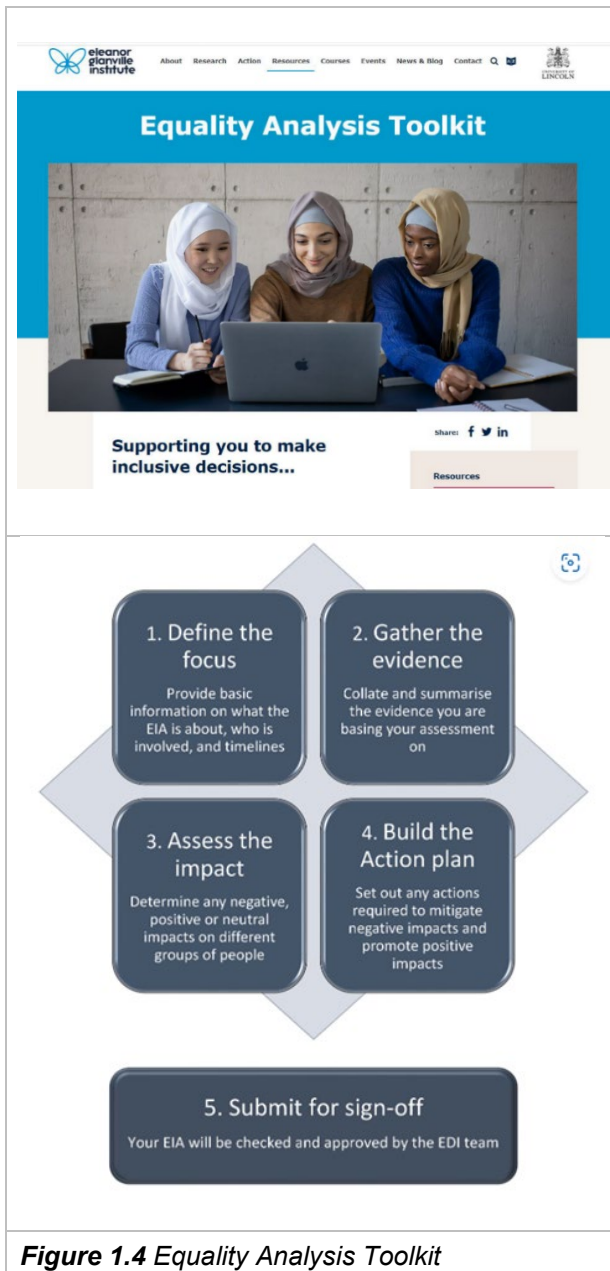 eleanor
glanville
institute
About Research Action Resources Courses Events News & Blog Contact
UNIVERSITY OF
LINCOLN
Equality Analysis Toolkit
Supporting you to make
inclusive decisions...
Share:
Resources
1. Define the
focus
Provide basic
information on what the
EIA is about, who is
involved, and timelines
2. Gather the
evidence
Collate and summarise
the evidence you are
basing your assessment
on
3. Assess the
impact
Determine any negative,
positive or neutral
impacts on different
groups of people
4. Build the
Action plan
Set out any actions
required to mitigate
negative impacts and
promote positive
impacts
5. Submit for sign-off
Your EIA will be checked and approved by the EDI team
Figure 1.4 Equality Analysis Toolkit